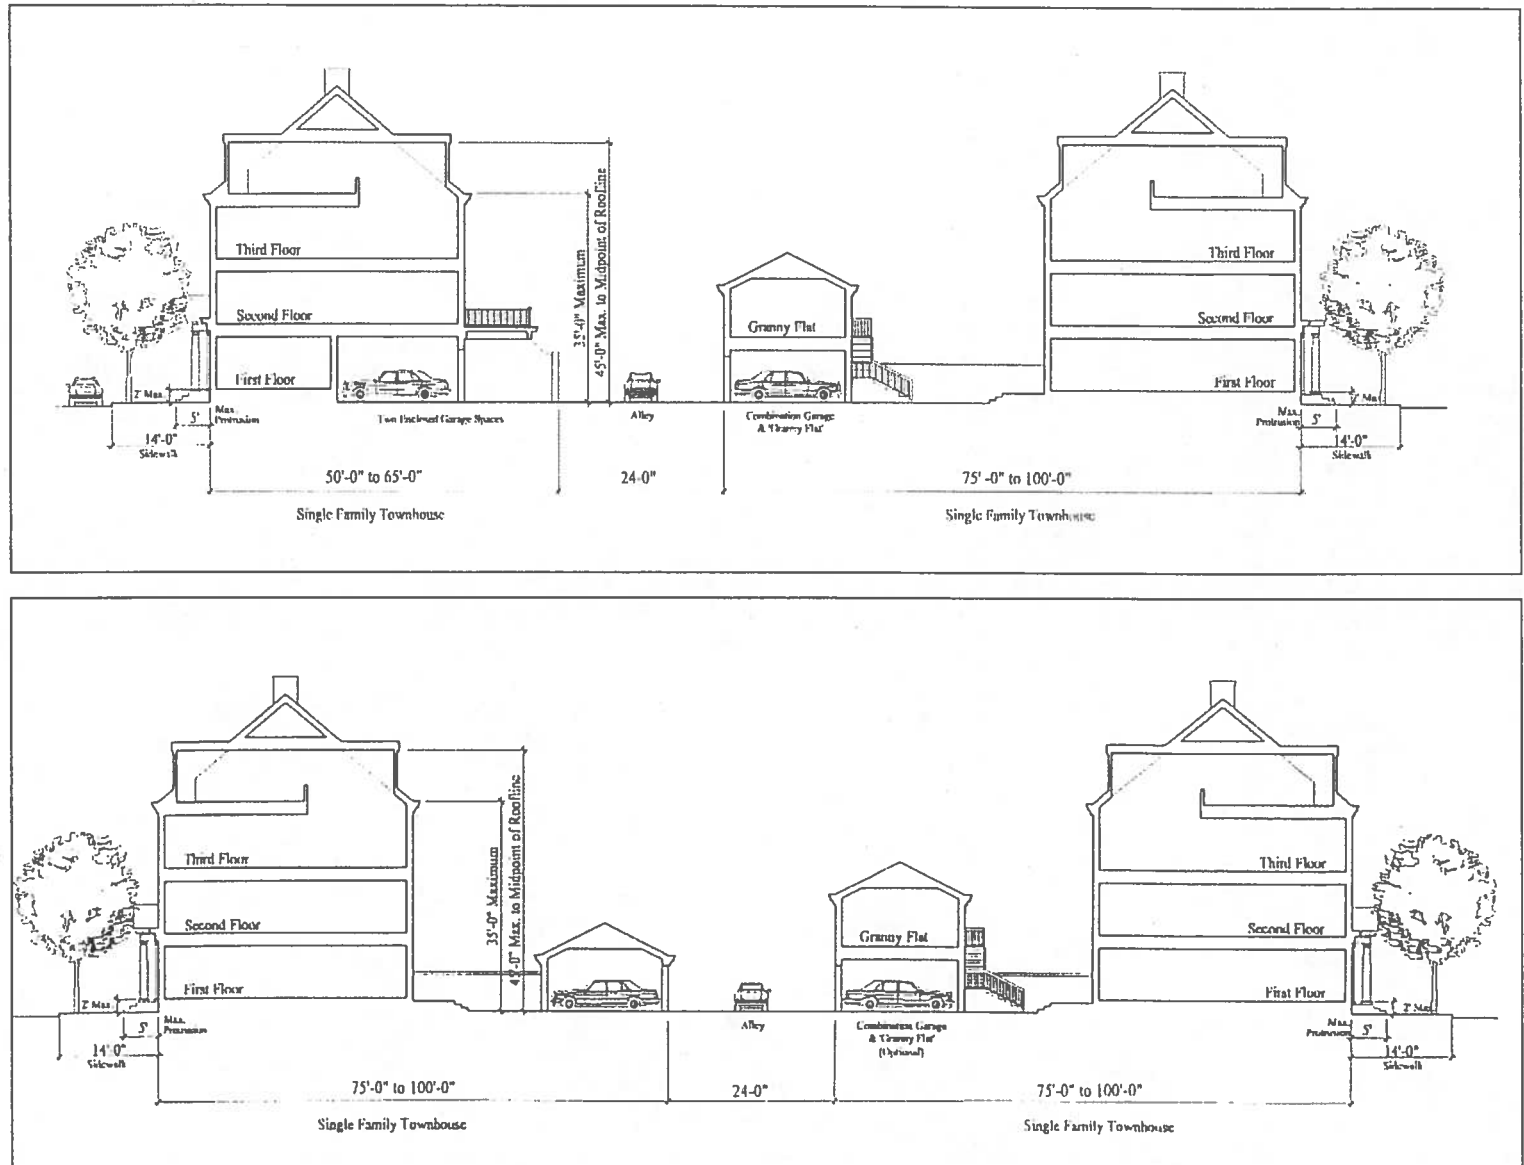 Third Floor
Second Floor
First Floor
2' Max.
5'
Max.
Protrusion
14'-0"
Sidewalk
Two Enclosed Garage Spaces
35'-0" Maximum
45'-0" Max. to Midpoint of Roofline
Alley
Granny Flat
Combination Garage
& 'Granny Flat'
Third Floor
Second Floor
First Floor
2' Max
Max.
Protrusion
5'
14'-0"
Sidewalk
50'-0" to 65'-0"
24-0"
75' -0" to 100'-0"
Single Family Townhouse
Single Family Townhouse
Third Floor
Second Floor
First Floor
2' Max
5'
Max.
Protrusion
14'-0"
Sidewalk
35'-0" Maximum
45'-0" Max. to Midpoint of Roofline
Alley
Granny Flat
Combination Garage
& 'Granny Flat'
(Optional)
Third Floor
Second Floor
First Floor
2' Max
Max.
Protrusion
5'
14'-0"
Sidewalk
75'-0" to 100'-0"
24-0"
75'-0" to 100'-0"
Single Family Townhouse
Single Family Townhouse